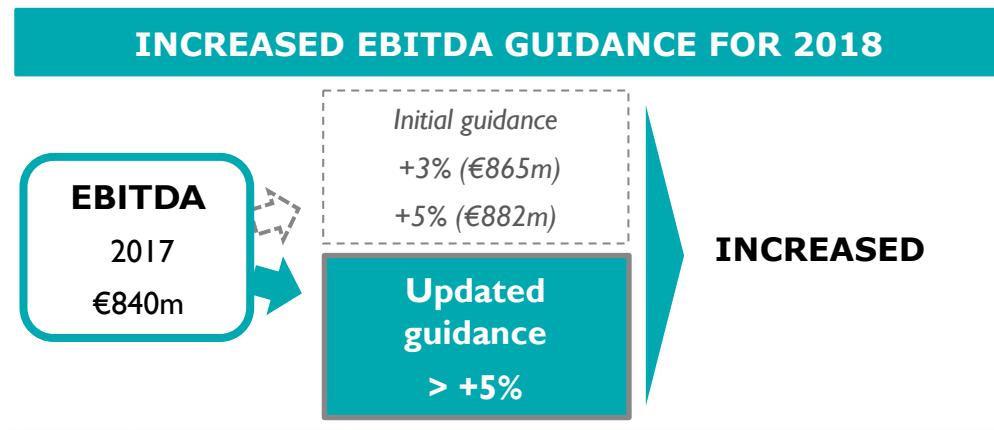 INCREASED EBITDA GUIDANCE FOR 2018
EBITDA
2017
€840m
Initial guidance
+3% (€865m)
+5% (€882m)
Updated
guidance
> +5%
INCREASED